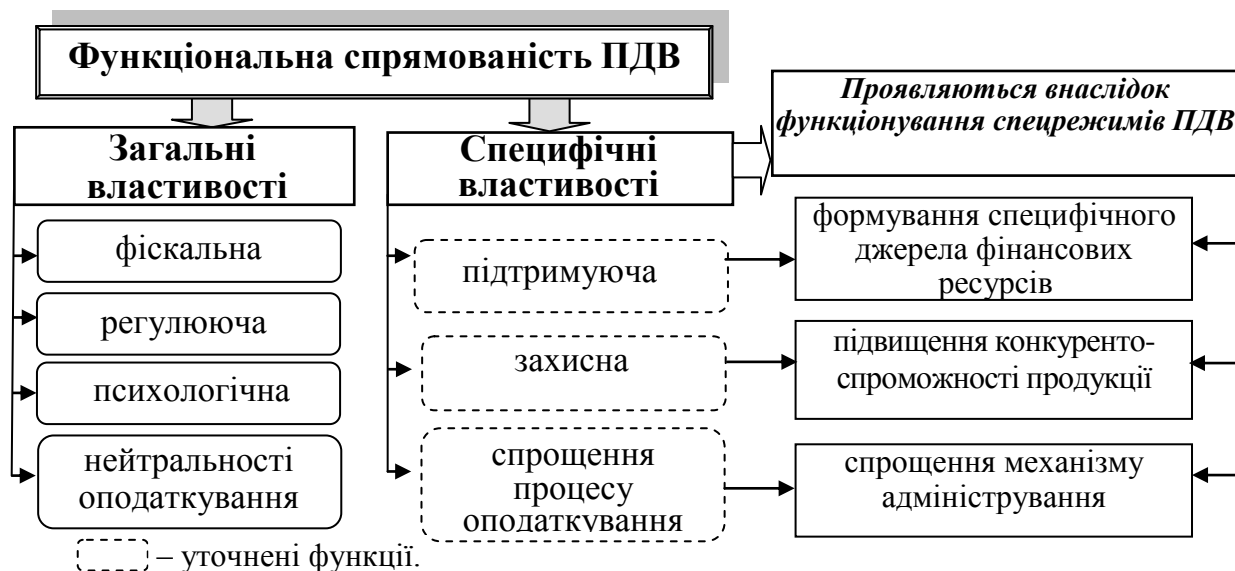 Функціональна спрямованість ПДВ
Проявляються внаслідок
функціонування спецрежимів ПДВ
Загальні
властивості
Специфічні
властивості
фіскальна
регулююча
психологічна
нейтральності
оподаткування
підтримуюча
захисна
спрощення
процесу
оподаткування
формування специфічного
джерела фінансових
ресурсів
підвищення конкуренто-
спроможності продукції
спрощення механізму
адміністрування
– уточнені функції.